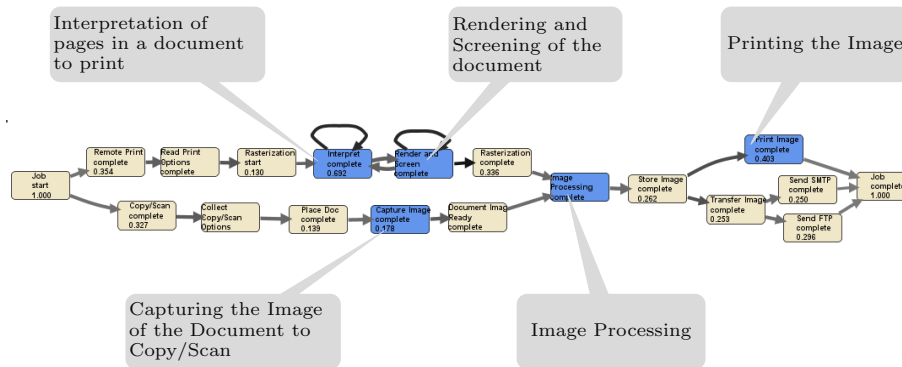 Interpretation of
pages in a document
to print
Rendering and
Screening of the
document
Printing the Image
Remote Print
complete
0.354
Read Print
Options
complete
Rasterization
start
0.130
Interpret
complete
0.692
Render and
Screen
complete
Rasterization
complete
0.336
Print Image
complete
0.403
Job
start
1.000
Image
Processing
complete
Store Image
complete
0.262
Job
complete
1.000
Copy/Scan
complete
0.327
Collect
Copy/Scan
Options
Place Doc
complete
0.139
Capture Image
complete
0.178
Document Imag
Ready
complete
Transfer Image
complete
0.253
Send SMTP
complete
0.250
Send FTP
complete
0.296
Capturing the Image
of the Document to
Copy/Scan
Image Processing